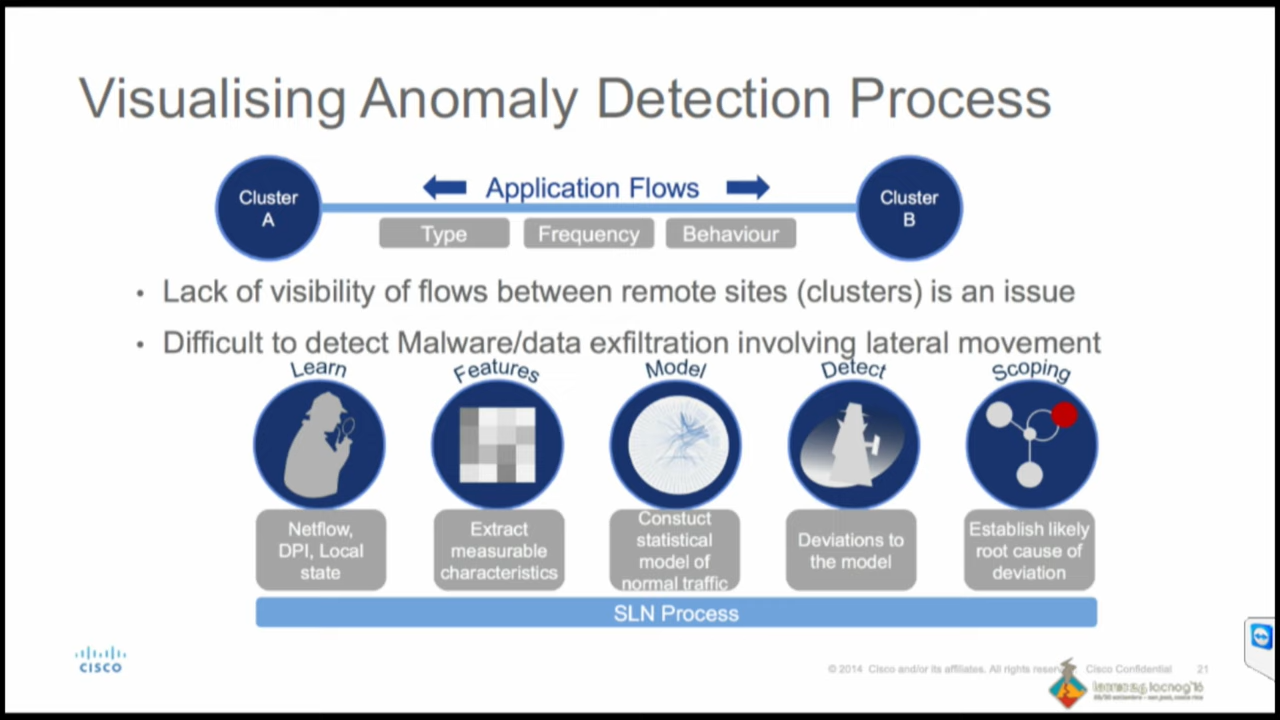 Visualising Anomaly Detection Process
Cluster
A
Application Flows
Cluster
B
Type
Frequency
Behaviour
• Lack of visibility of flows between remote sites (clusters) is an issue
• Difficult to detect Malware/data exfiltration involving lateral movement
Learn
Features
Model
Detect
Scoping
Netflow,
DPI, Local
state
Extract
measurable
characteristics
Constuct
statistical
model of
normal traffic
Deviations to
the model
Establish likely
root cause of
deviation
SLN Process
CISCO
© 2014 Cisco and/or its affiliates. All rights reserv
Cisco Confidential
21
lacnog'16